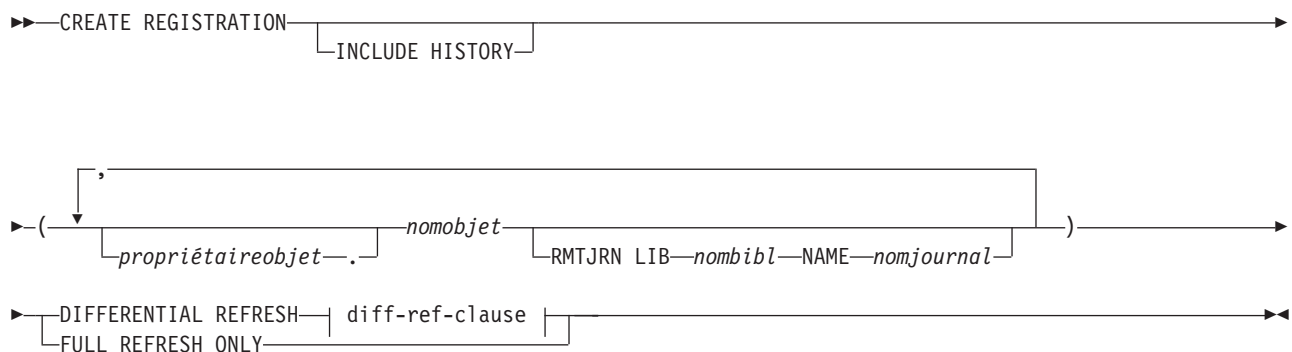 CREATE REGISTRATION
INCLUDE HISTORY
,
( propriétaireobjet . nomobjet RMTJRN LIB nombibl NAME nomjournal )
DIFFERENTIAL REFRESH diff-ref-clause
FULL REFRESH ONLY